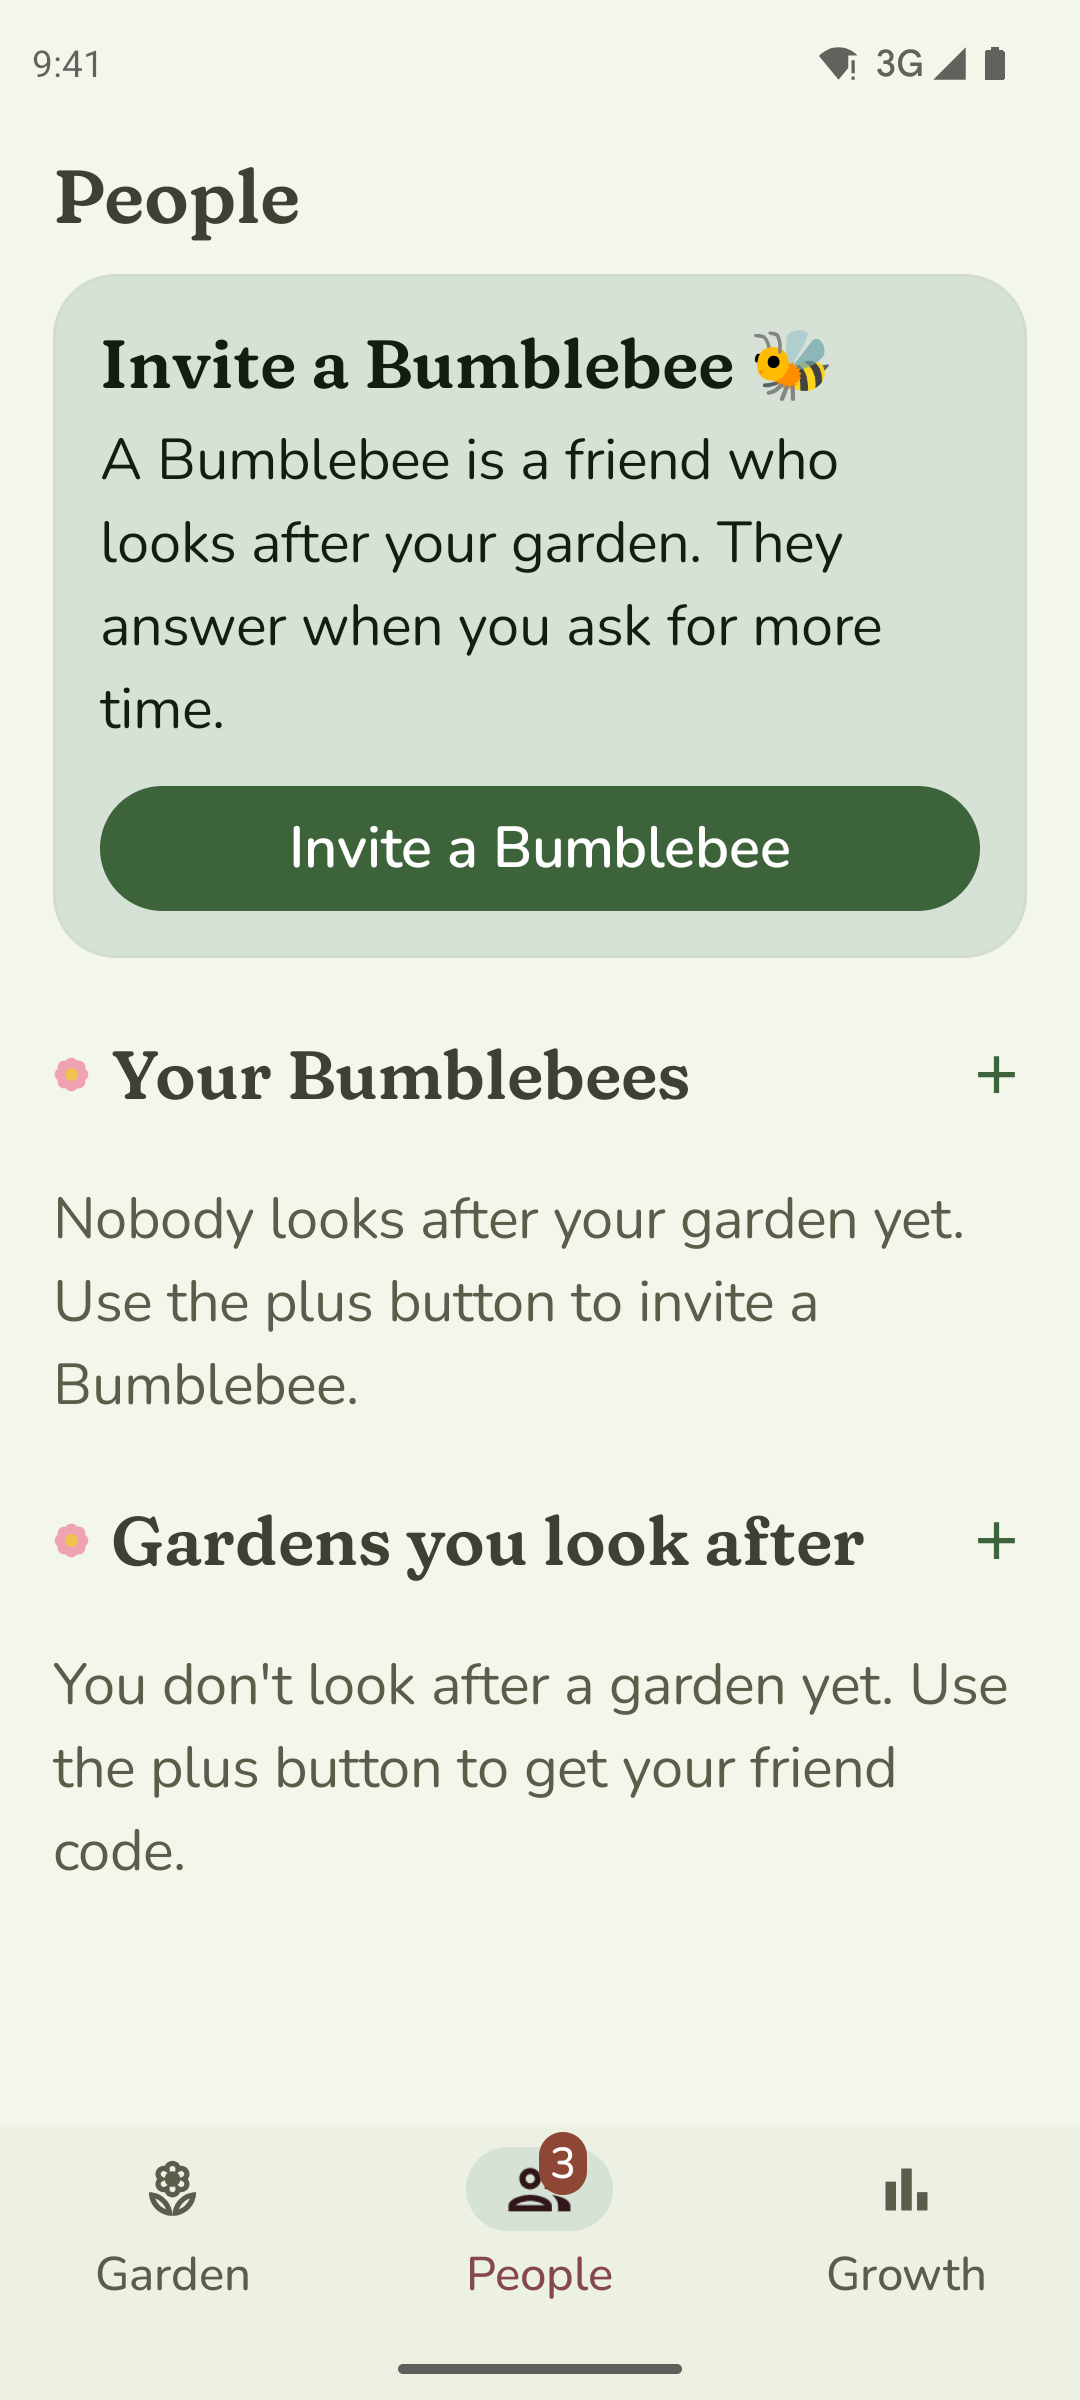 9:41
3G
People
Invite a Bumblebee 🐝
A Bumblebee is a friend who
looks after your garden. They
answer when you ask for more
time.
Invite a Bumblebee
Your Bumblebees
+
Nobody looks after your garden yet.
Use the plus button to invite a
Bumblebee.
Gardens you look after
+
You don't look after a garden yet. Use
the plus button to get your friend
code.
3
Garden
People
Growth